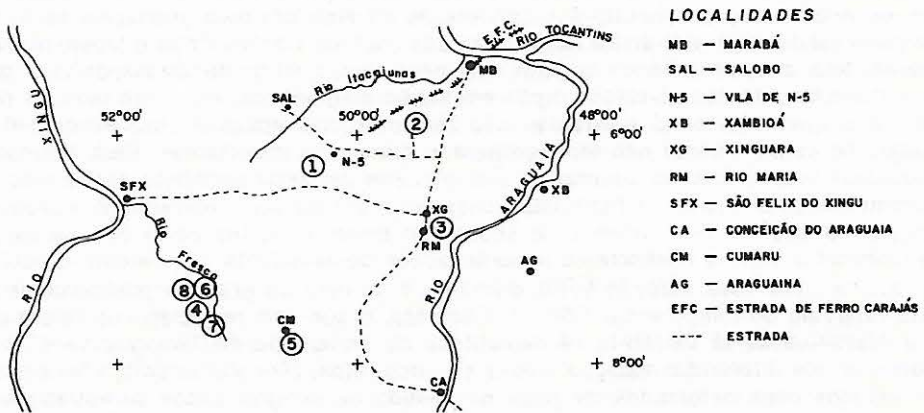 LOCALIDADES
MB — MARABÁ
SAL — SALOBO
N-5 — VILA DE N-5
XB — XAMBIOÁ
XG — XINGUARA
RM — RIO MARIA
SFX — SÃO FELIX DO XINGU
CA — CONCEIÇÃO DO ARAGUAIA
CM — CUMARU
AG — ARAGUAINA
EFC — ESTRADA DE FERRO CARAJÁS
ESTRADA
E.F.C.
RIO TOCANTINS
MB
Rio Itacaiunas
SAL
XINGU
52°00'
50°00'
48°00'
6°00'
2
1
N-5
ARAGUAIA
XB
SFX
XG
3
RM
Rio Fresco
AG
RIO
8
6
4
7
CM
5
RIO
8°00'
CA